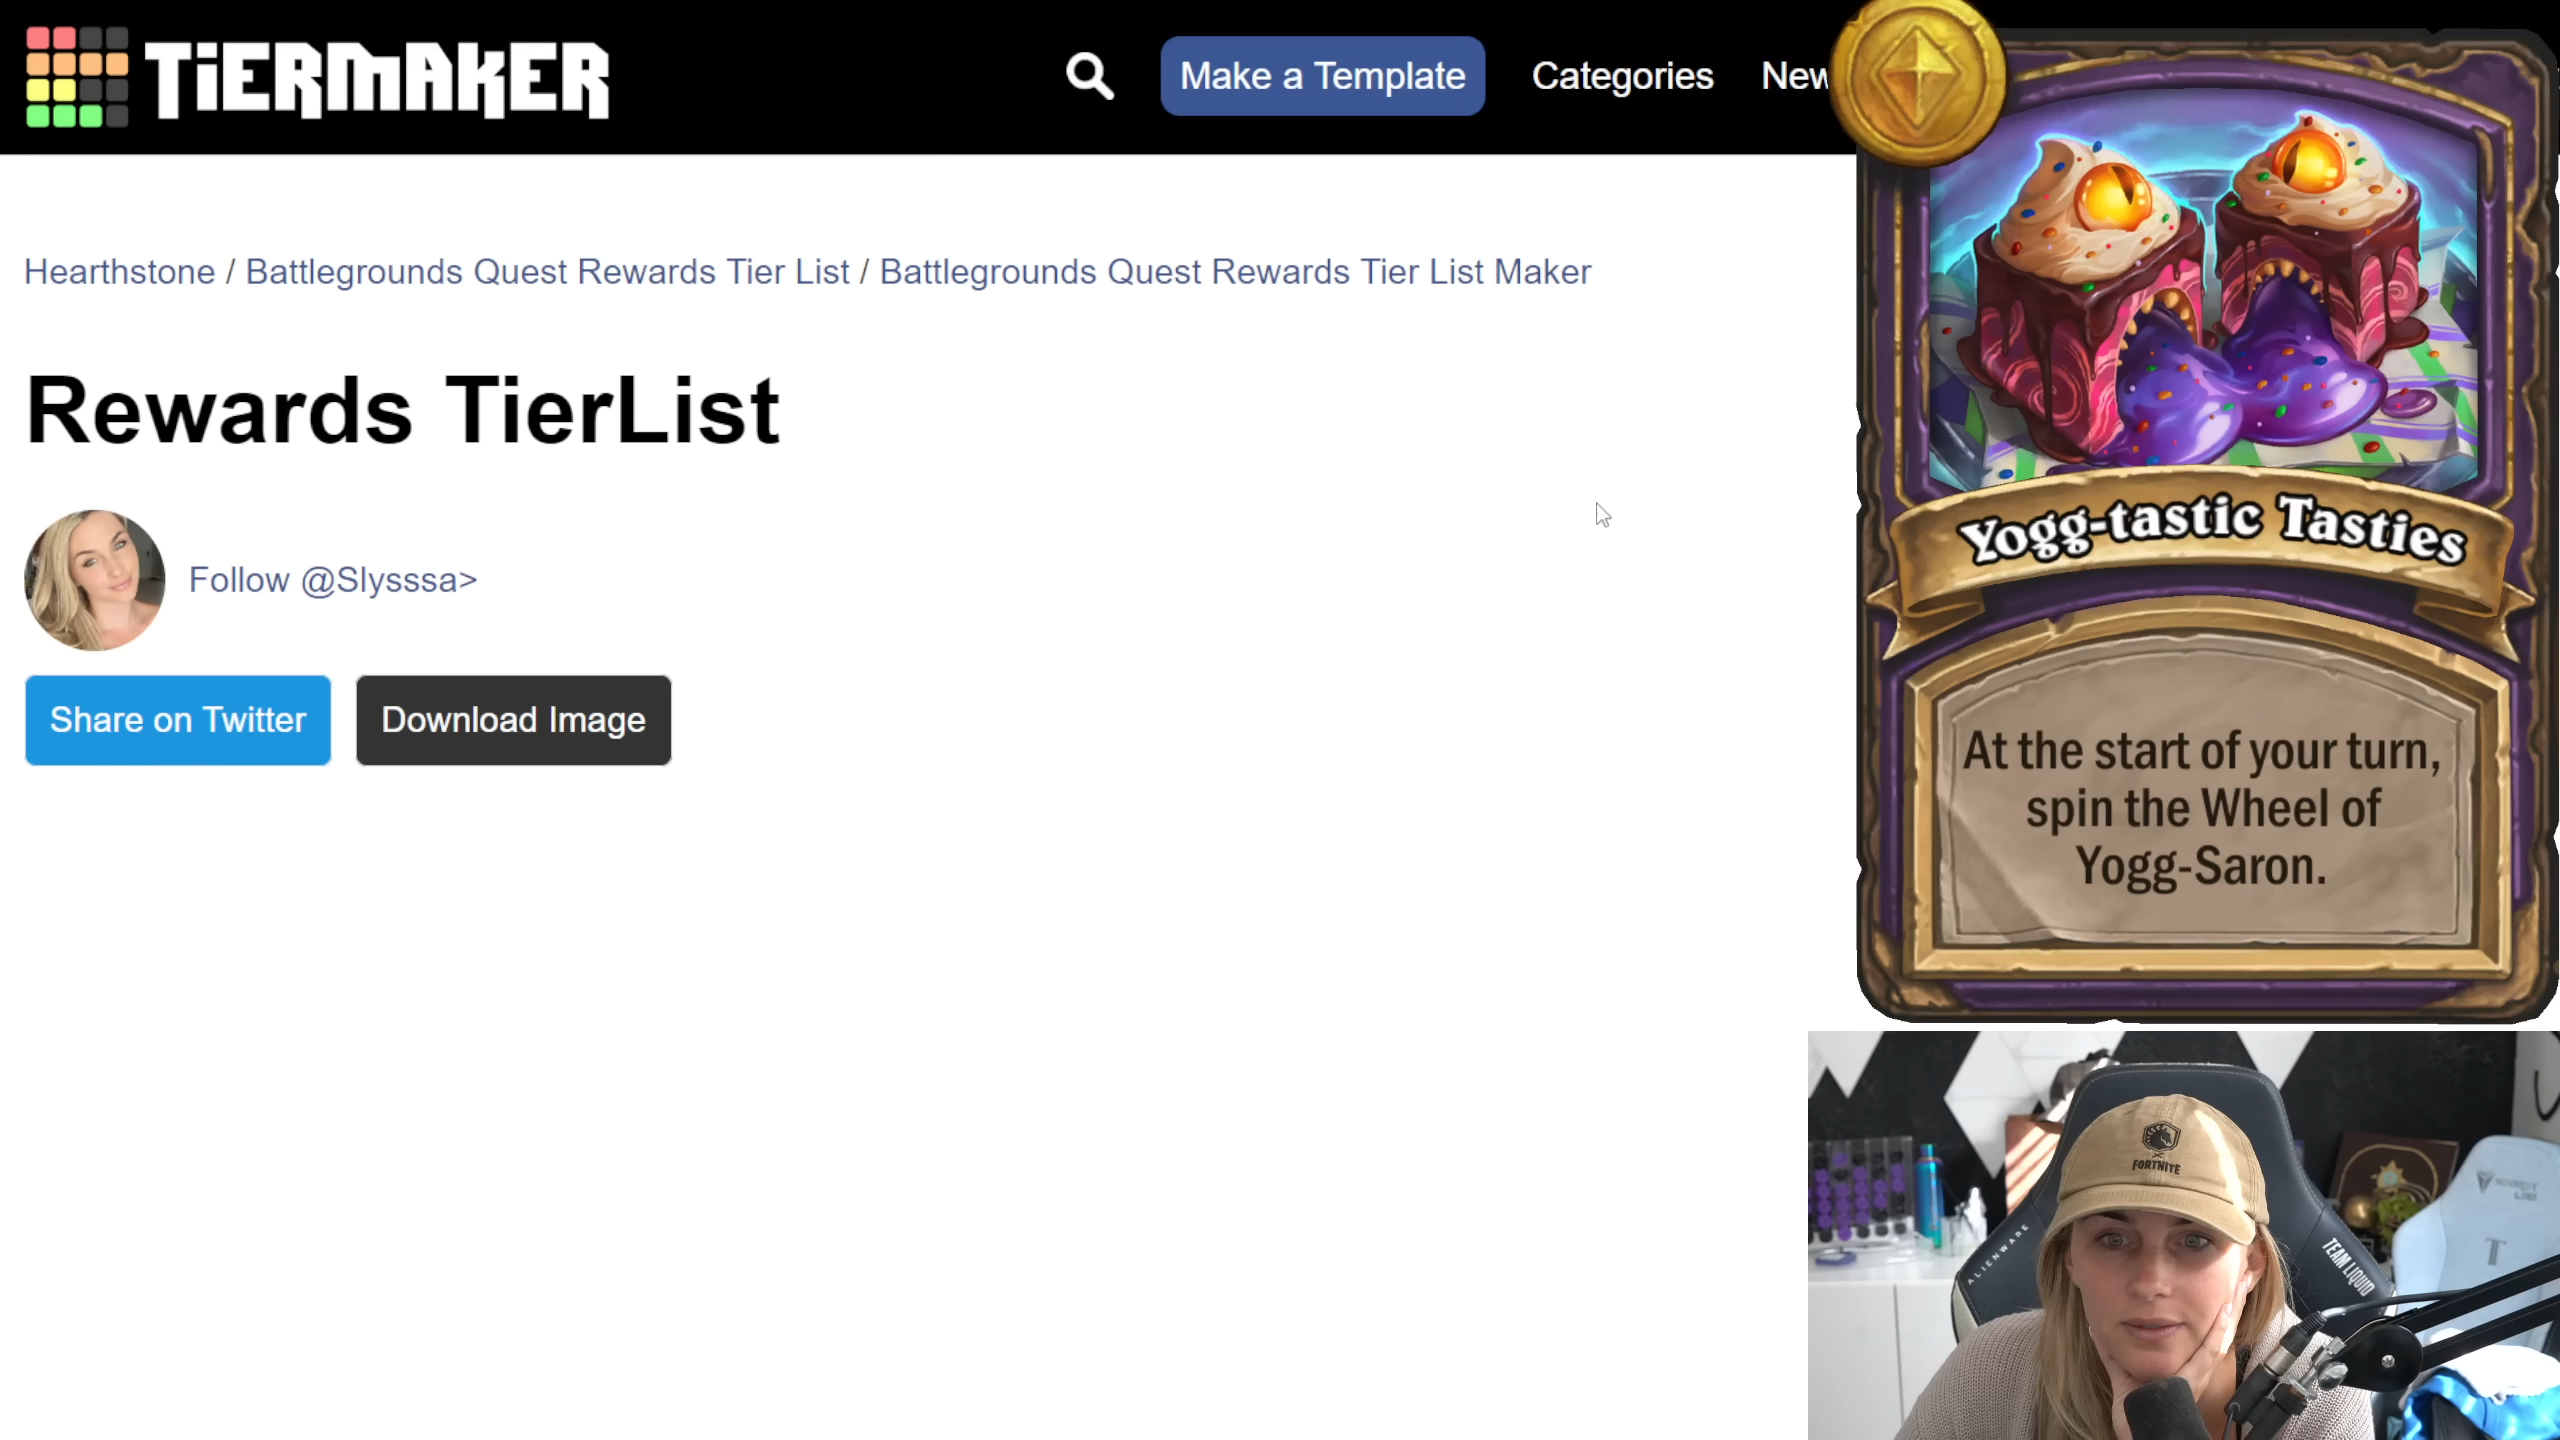 TiERMAKER
Make a Template
Categories
New
Hearthstone / Battlegrounds Quest Rewards Tier List / Battlegrounds Quest Rewards Tier List Maker
Rewards TierList
Follow @Slysssa>
Share on Twitter
Download Image
Yogg-tastic Tasties
At the start of your turn,
spin the Wheel of
Yogg-Saron.
FORTNITE
ALIENWARE
TEAM LIQUID